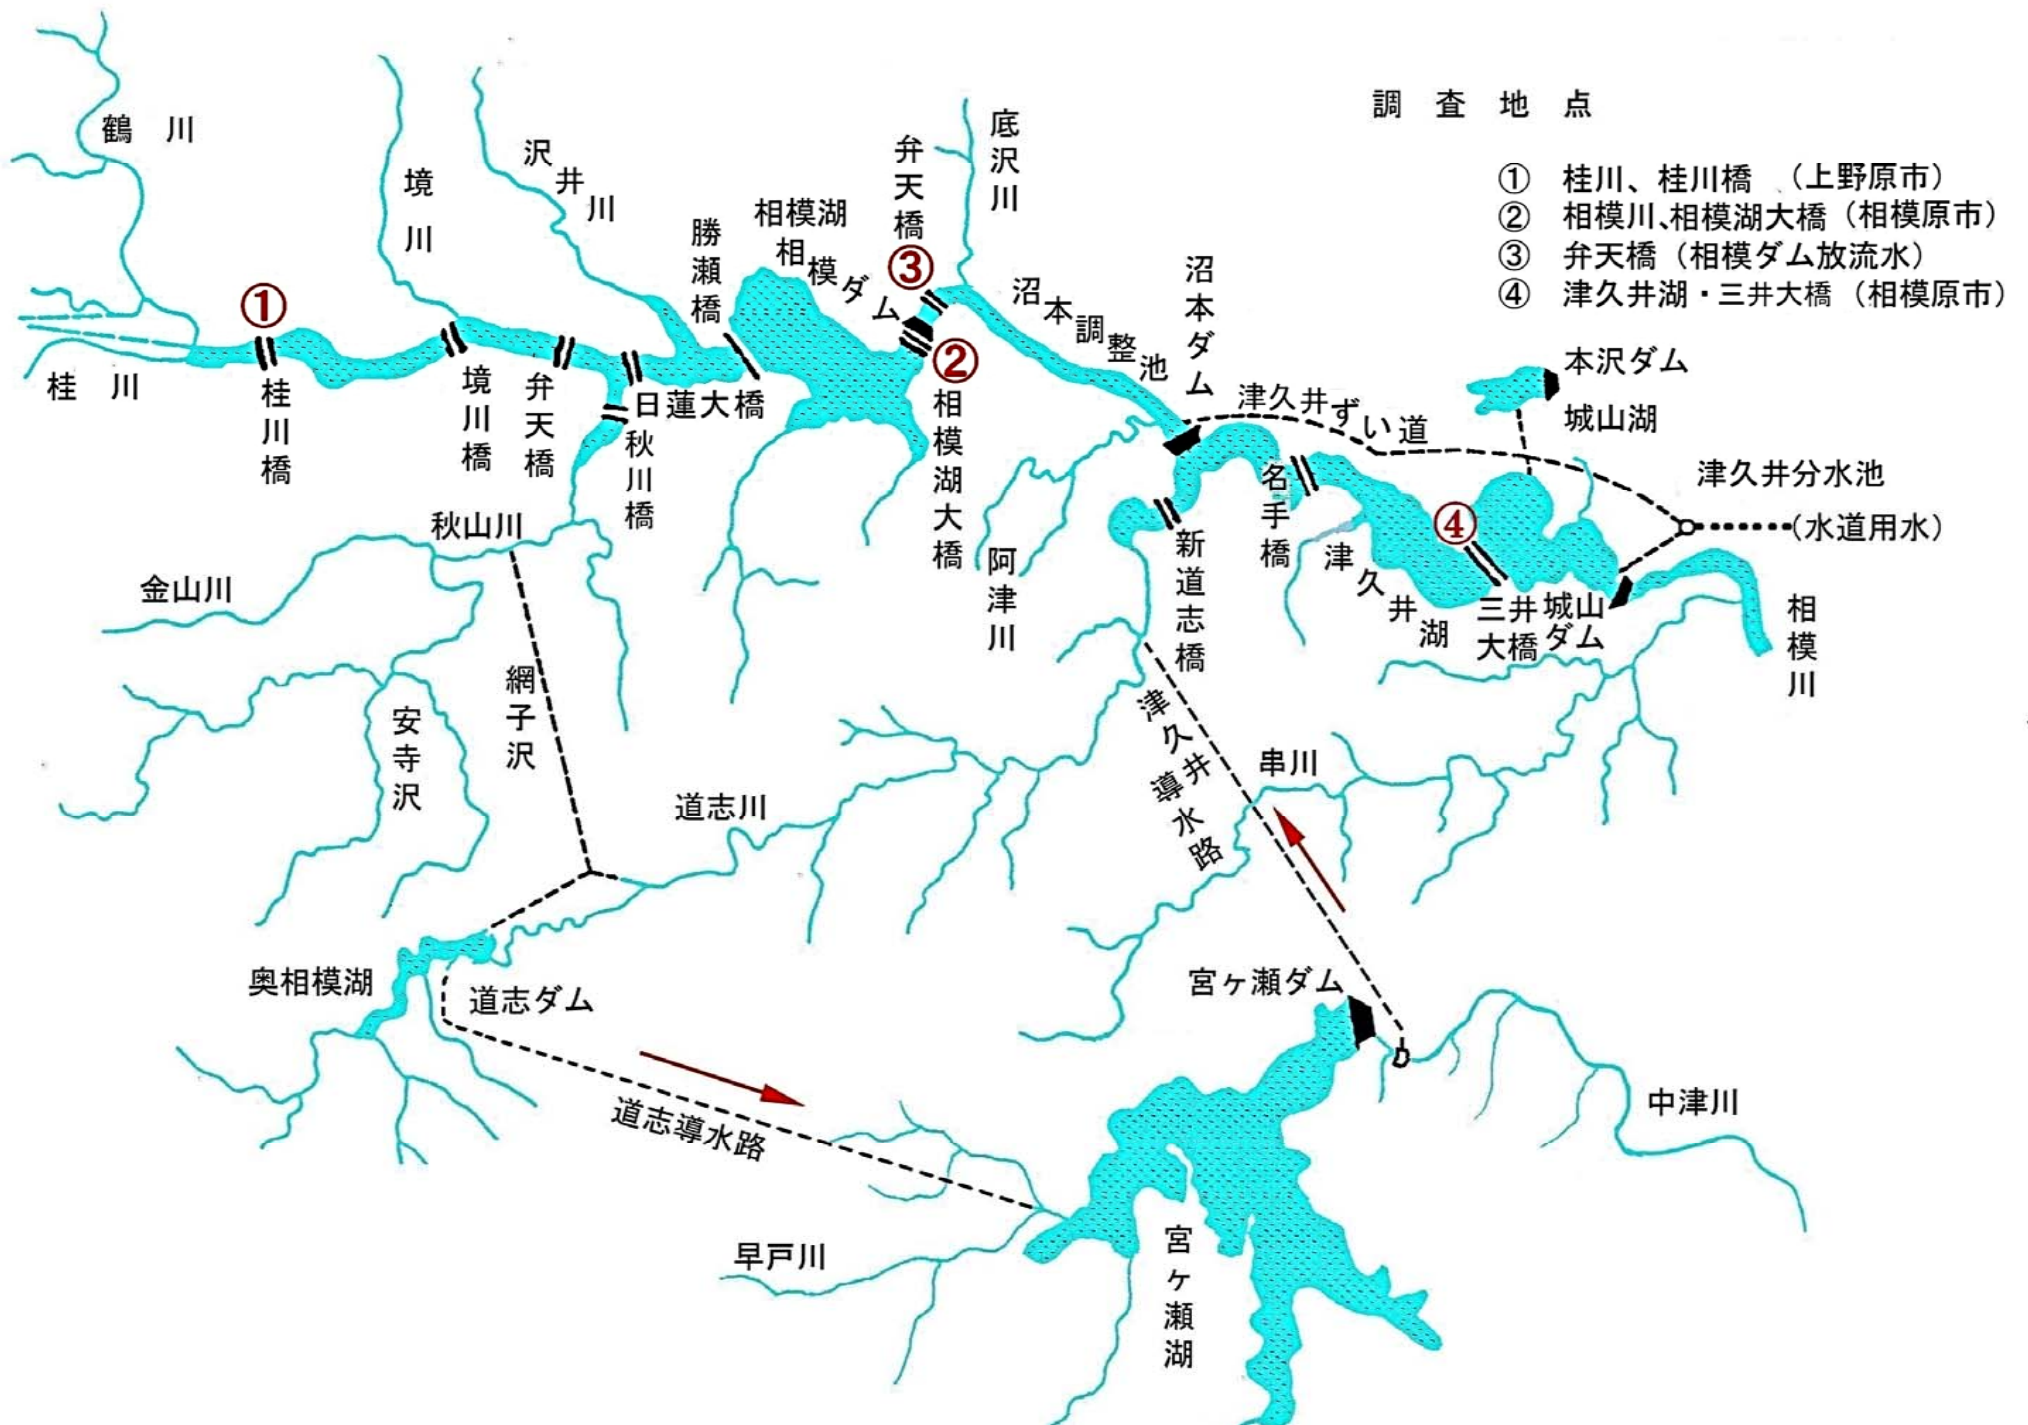 調査地点
① 桂川、桂川橋 （上野原市）
② 相模川、相模湖大橋（相模原市）
③ 弁天橋（相模ダム放流水）
④ 津久井湖・三井大橋（相模原市）
鶴川
境川
沢井川
勝瀬橋
相模湖
相模ダム
弁天橋
③
底沢川
沼本調整池
沼本ダム
①
②
桂川
桂川橋
境川橋
弁天橋
日蓮大橋
秋川橋
相模湖大橋
津久井ずい道
本沢ダム
城山湖
津久井分水池
（水道用水）
名手橋
④
秋山川
金山川
阿津川
新道志橋
津久井湖
三井大橋
城山ダム
相模川
網子沢
安寺沢
道志川
津久井導水路
串川
奥相模湖
道志ダム
宮ヶ瀬ダム
道志導水路
中津川
早戸川
宮ヶ瀬湖